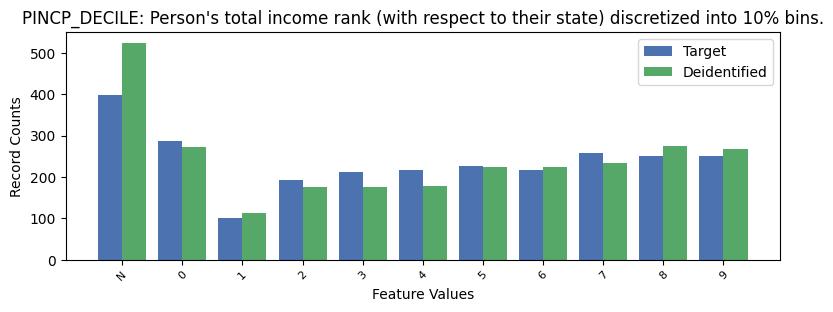 PINCP_DECILE: Person's total income rank (with respect to their state) discretized into 10% bins.
Target
Deidentified
Record Counts
500
400
300
200
100
0
N 0 1 2 3 4 5 6 7 8 9
Feature Values